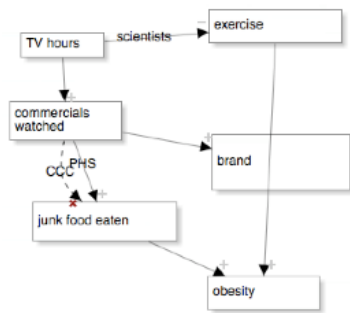 TV hours
scientists
exercise
commercials
watched
brand
CCC
PHS
junk food eaten
obesity